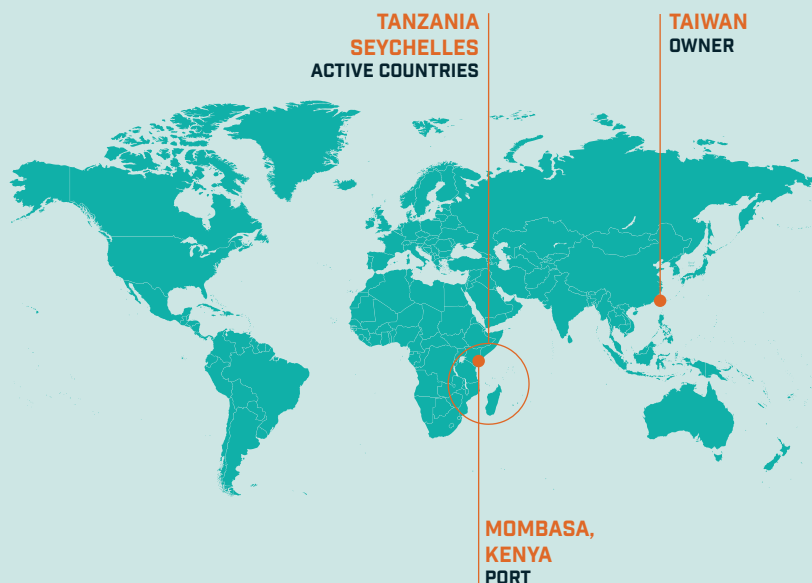 TANZANIA
SEYCHELLES
ACTIVE COUNTRIES
TAIWAN
OWNER
MOMBASA,
KENYA
PORT